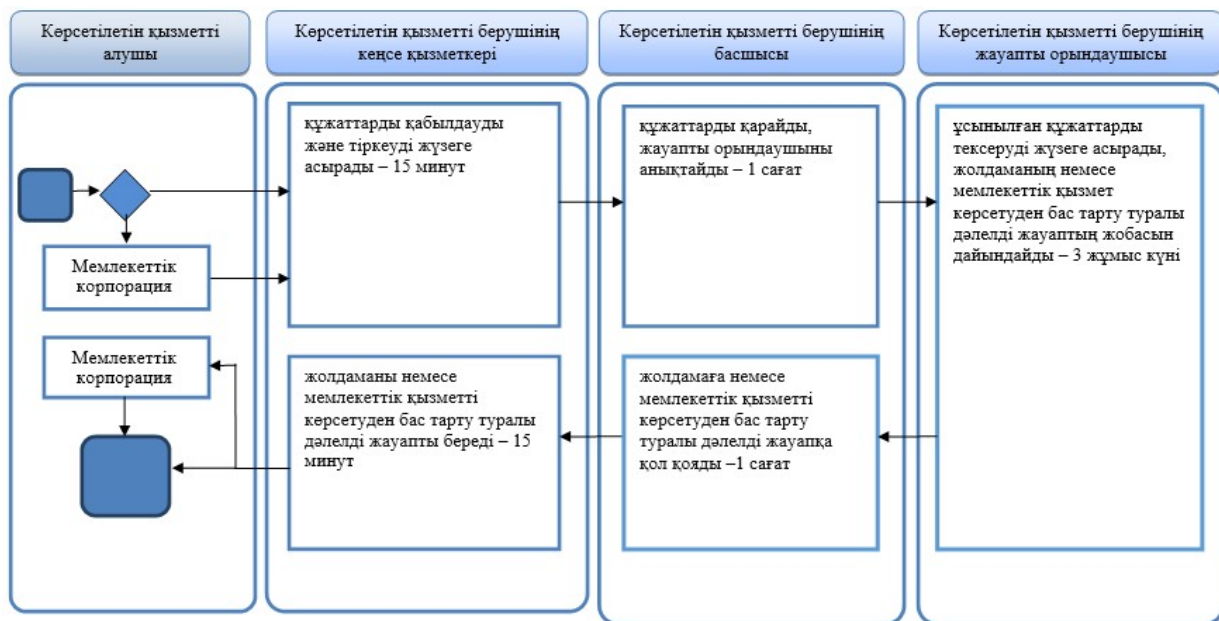 Көрсетілетін қызметті
алушы
Көрсетілетін қызметті берушінің
кеңсе қызметкері
Көрсетілетін қызметті берушінің
басшысы
Көрсетілетін қызметті берушінің
жауапты орындаушысы
Мемлекеттік
корпорация
Мемлекеттік
корпорация
құжаттарды қабылдауды
және тіркеуді жүзеге
асырады – 15 минут
жолдаманы немесе
мемлекеттік қызметті
көрсетуден бас тарту туралы
дәлелді жауапты береді – 15
минут
құжаттарды қарайды,
жауапты орындаушыны
анықтайды – 1 сағат
жолдамаға немесе
мемлекеттік қызметті
көрсетуден бас тарту
туралы дәлелді жауапқа
қол қояды –1 сағат
ұсынылған құжаттарды
тексеруді жүзеге асырады,
жолдаманың немесе
мемлекеттік қызмет
көрсетуден бас тарту туралы
дәлелді жауаптың жобасын
дайындайды – 3 жұмыс күні